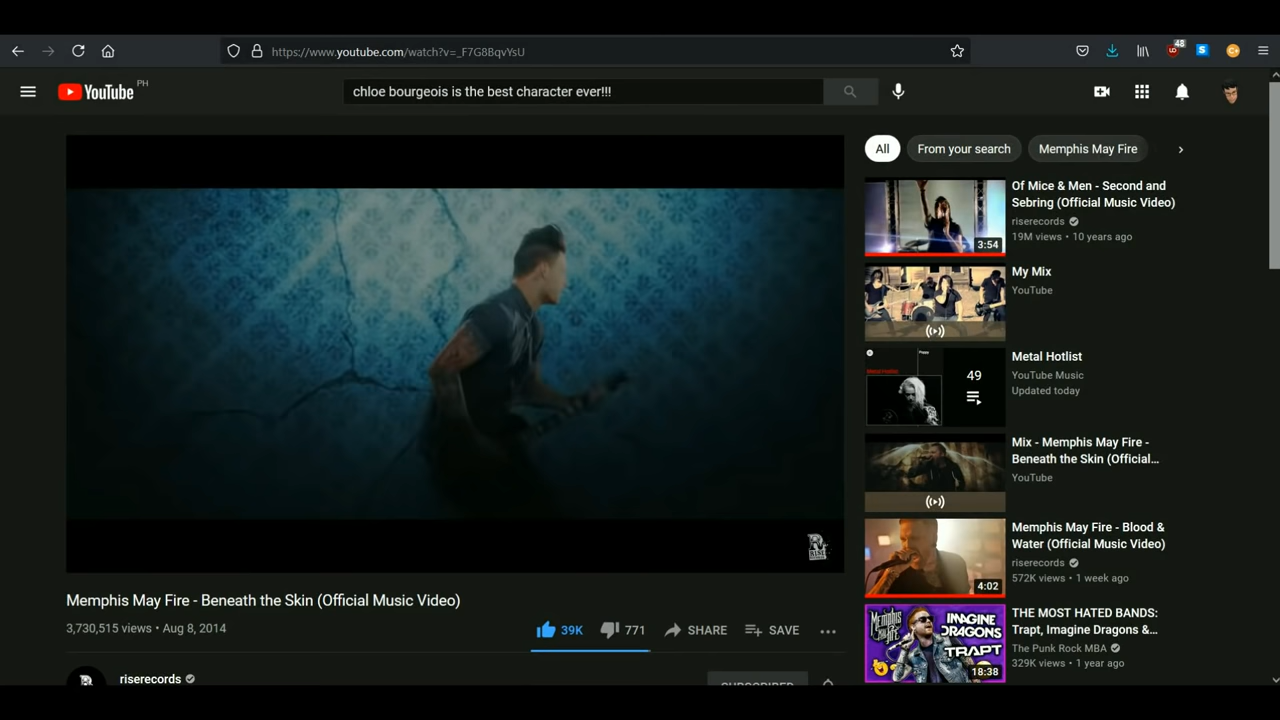 https://www.youtube.com/watch?v=_F7G8BqvYsU
48
YouTube PH
chloe bourgeois is the best character ever!!!
All
From your search
Memphis May Fire
Of Mice & Men - Second and
Sebring (Official Music Video)
riserecords
19M views • 10 years ago
3:54
My Mix
YouTube
Metal Hotlist
YouTube Music
Updated today
49
Mix - Memphis May Fire -
Beneath the Skin (Official...
YouTube
Memphis May Fire - Blood &
Water (Official Music Video)
riserecords
572K views • 1 week ago
4:02
THE MOST HATED BANDS:
Trapt, Imagine Dragons &...
The Punk Rock MBA
329K views • 1 year ago
IMAGINE
DRAGONS
TRAPT
18:38
Memphis May Fire - Beneath the Skin (Official Music Video)
3,730,515 views • Aug 8, 2014
39K
771
SHARE
SAVE
riserecords
SUBSCRIBED